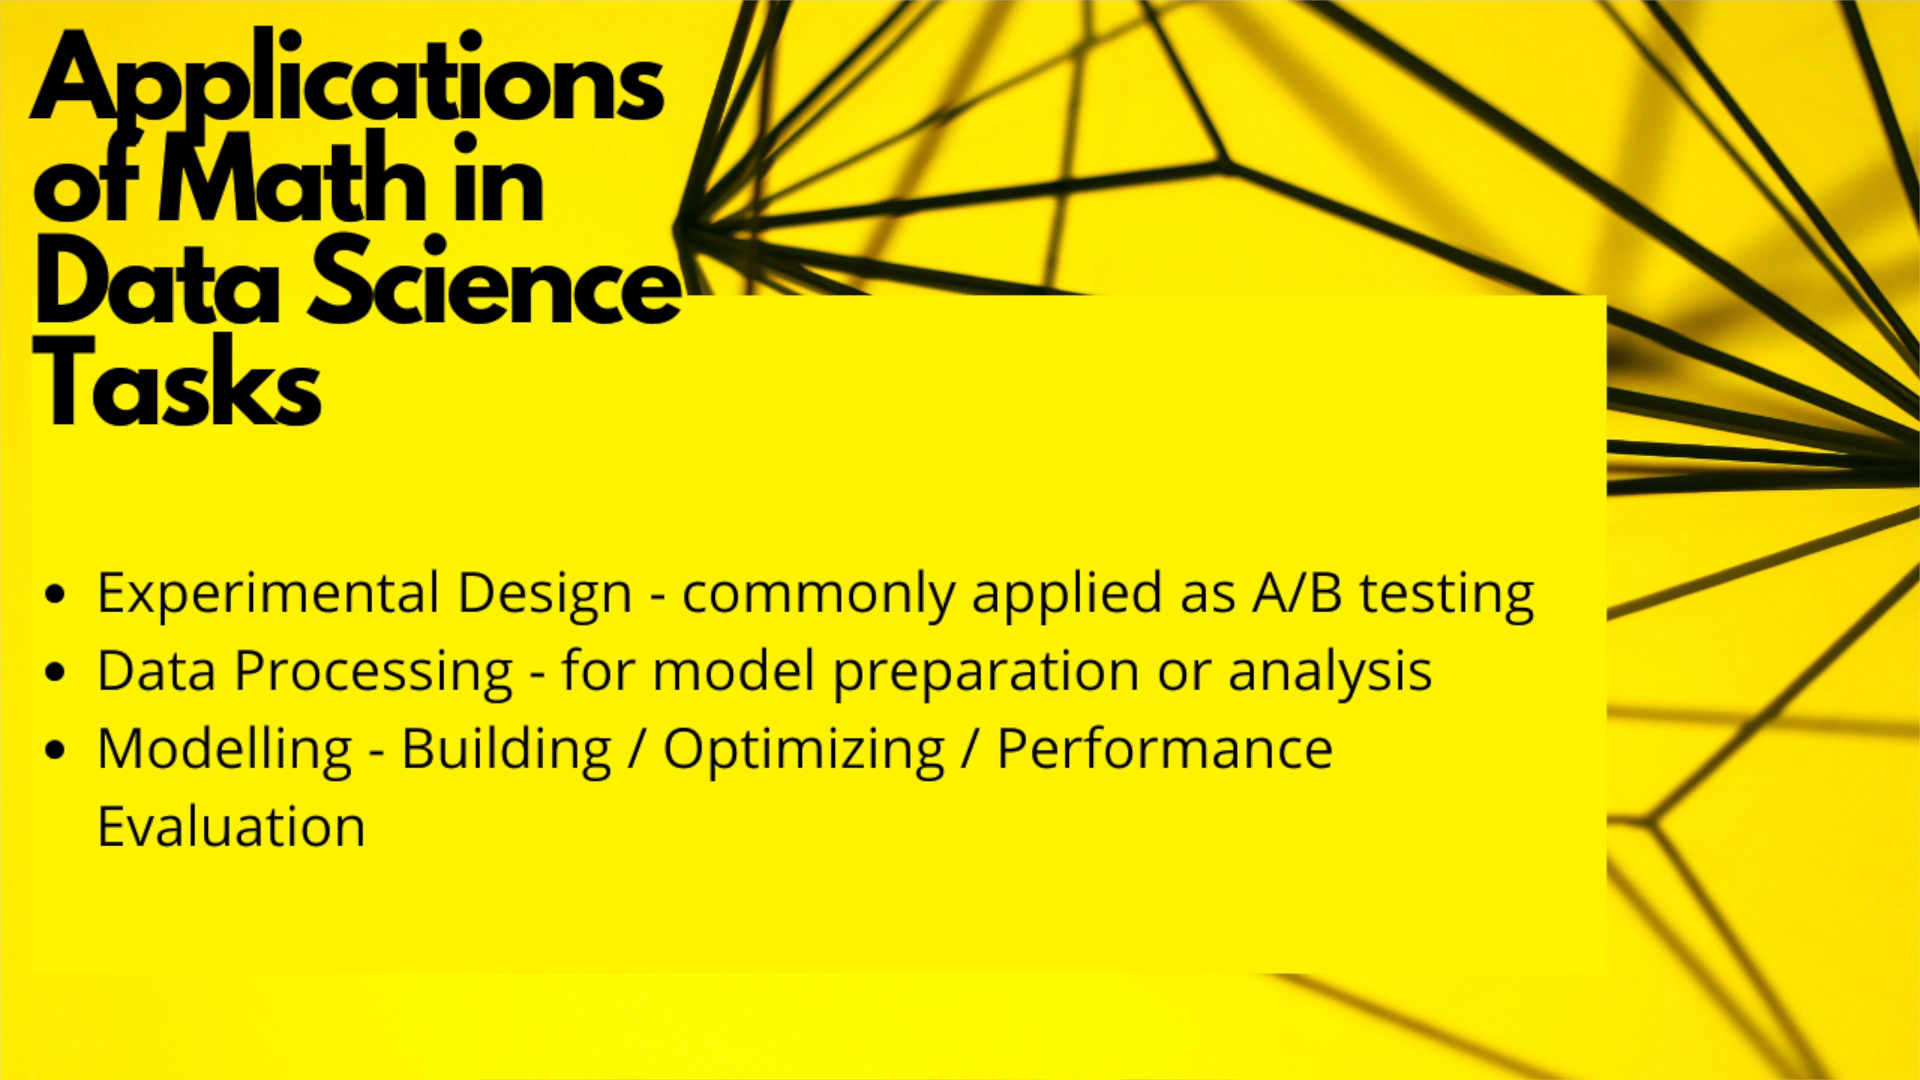 Applications
of Math in
Data Science
Tasks
• Experimental Design - commonly applied as A/B testing
• Data Processing - for model preparation or analysis
• Modelling - Building / Optimizing / Performance
Evaluation